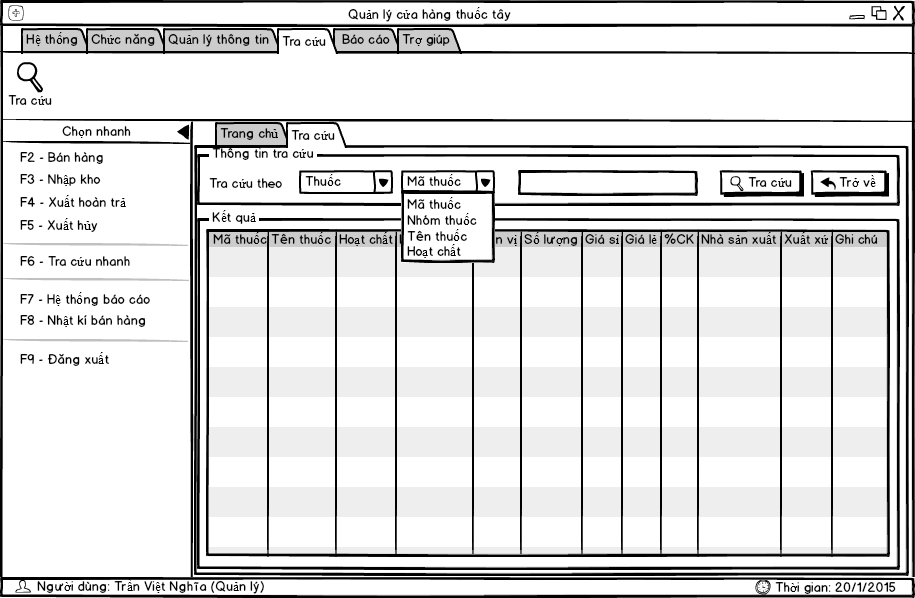 Quản lý cửa hàng thuốc tây
Hệ thống Chức năng Quản lý thông tin Tra cứu Báo cáo Trợ giúp
Tra cứu
Chọn nhanh
F2 - Bán hàng
F3 - Nhập kho
F4 - Xuất hoàn trả
F5 - Xuất hủy
F6 - Tra cứu nhanh
F7 - Hệ thống báo cáo
F8 - Nhật kí bán hàng
F9 - Đăng xuất
Trang chủ Tra cứu
Thông tin tra cứu
Tra cứu theo Thuốc Mã thuốc Tra cứu Trở về
Mã thuốc
Nhóm thuốc
Tên thuốc
Hoạt chất
Kết quả
Mã thuốc Tên thuốc Hoạt chất n vị Số lượng Giá sỉ Giá lẻ %CK Nhà sản xuất Xuất xứ Ghi chú
Người dùng: Trần Việt Nghĩa (Quản lý) Thời gian: 20/1/2015